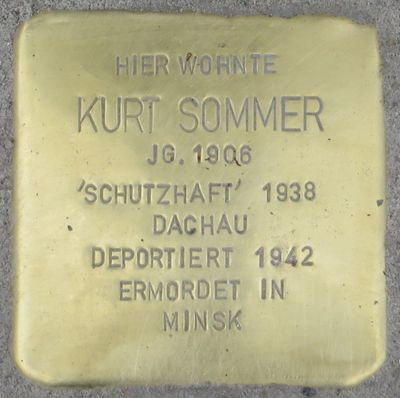 HIER WOHNTE
KURT SOMMER
JG. 1906
'SCHUTZHAFT' 1938
DACHAU
DEPORTIERT 1942
ERMORDET IN
MINSK